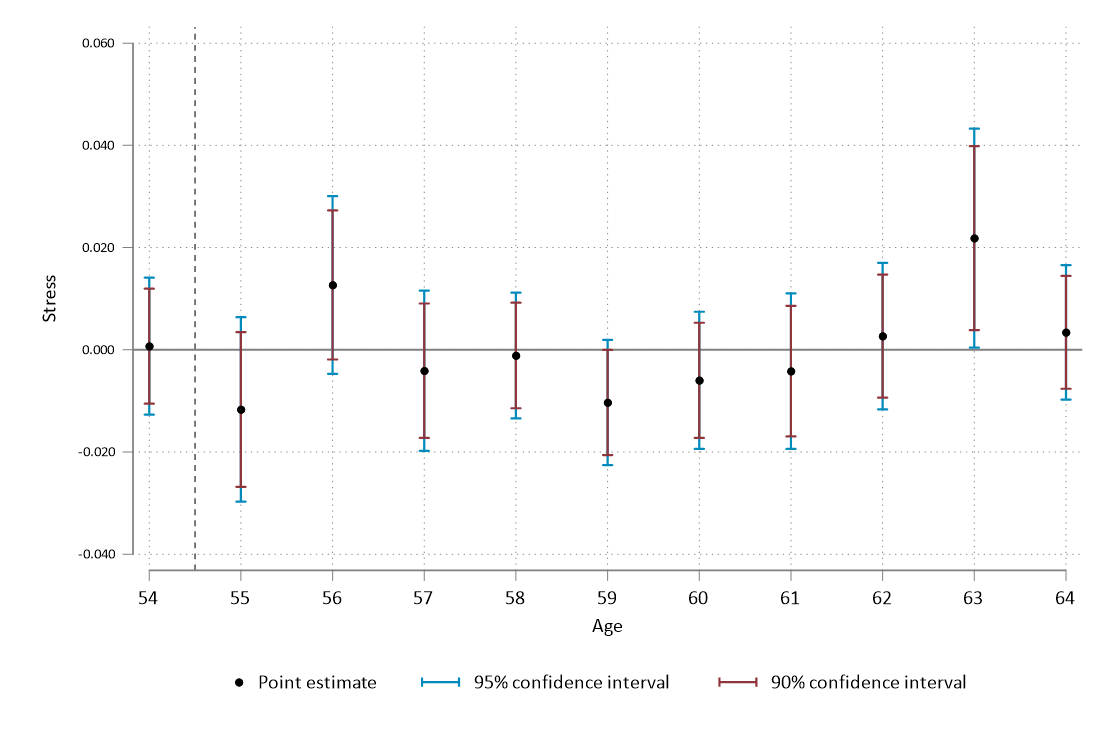 0.060
0.040
0.020
0.000
-0.020
-0.040
Stress
54 55 56 57 58 59 60 61 62 63 64
Age
Point estimate 95% confidence interval 90% confidence interval